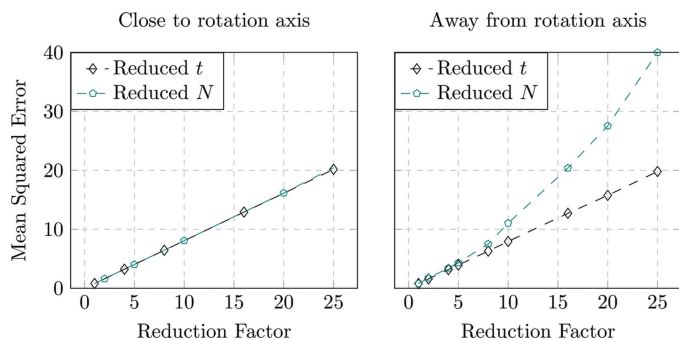 Close to rotation axis
Away from rotation axis
Mean Squared Error
40
30
20
10
0
Reduced t
Reduced N
Reduced t
Reduced N
0 5 10 15 20 25
0 5 10 15 20 25
Reduction Factor
Reduction Factor